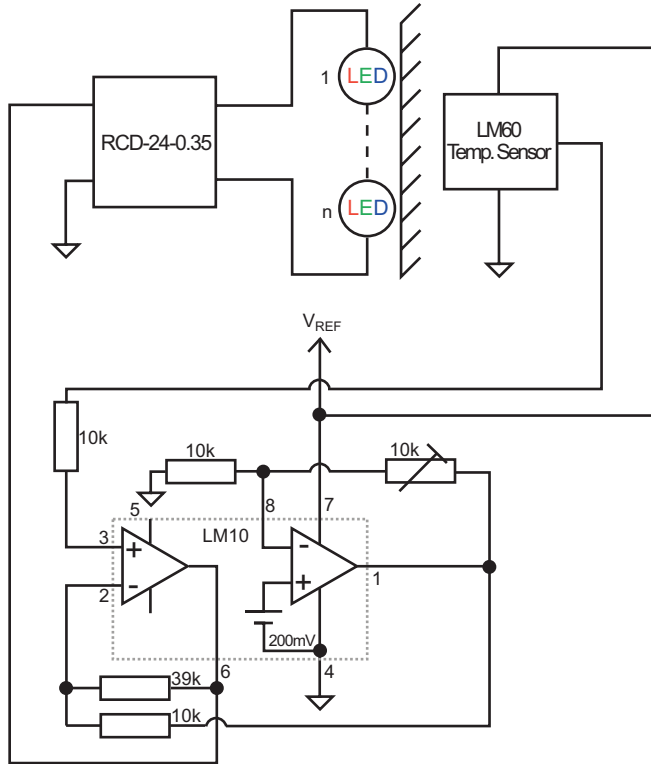 1
LED
RCD-24-0.35
LM60
Temp. Sensor
n
LED
VREF
10k
10k
10k
5
8
7
LM10
3
2
1
200mV
6
4
39k
10k